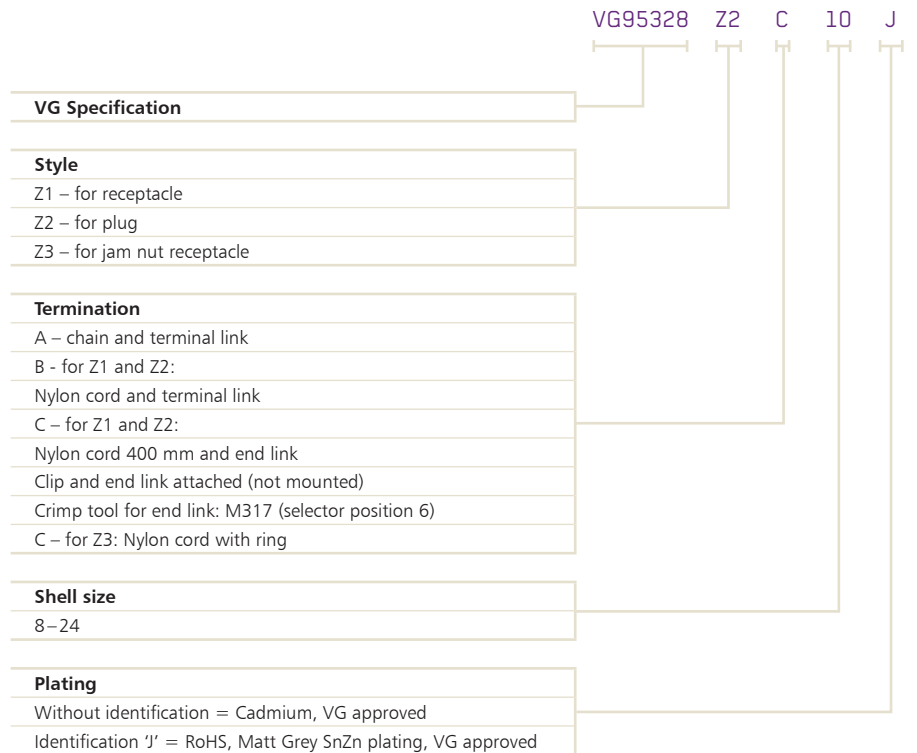 VG95328 Z2 C 10 J
VG Specification
Style
Z1 – for receptacle
Z2 – for plug
Z3 – for jam nut receptacle
Termination
A – chain and terminal link
B - for Z1 and Z2:
Nylon cord and terminal link
C – for Z1 and Z2:
Nylon cord 400 mm and end link
Clip and end link attached (not mounted)
Crimp tool for end link: M317 (selector position 6)
C – for Z3: Nylon cord with ring
Shell size
8–24
Plating
Without identification = Cadmium, VG approved
Identification ‘J’ = RoHS, Matt Grey SnZn plating, VG approved